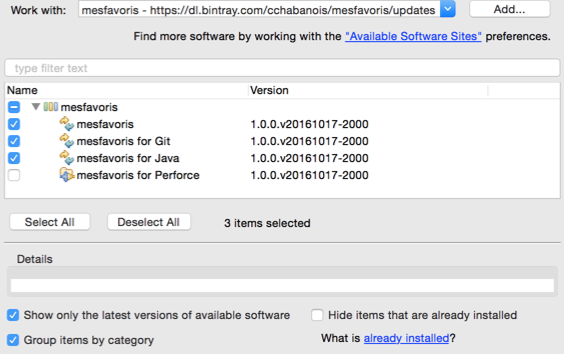 Work with: mesfavoris - https://dl.bintray.com/cchabanois/mesfavoris/updates Add...
Find more software by working with the "Available Software Sites" preferences.
type filter text
Name Version
mesfavoris
mesfavoris 1.0.0.v20161017-2000
mesfavoris for Git 1.0.0.v20161017-2000
mesfavoris for Java 1.0.0.v20161017-2000
mesfavoris for Perforce 1.0.0.v20161017-2000
Select All Deselect All 3 items selected
Details
Show only the latest versions of available software Hide items that are already installed
Group items by category What is already installed?